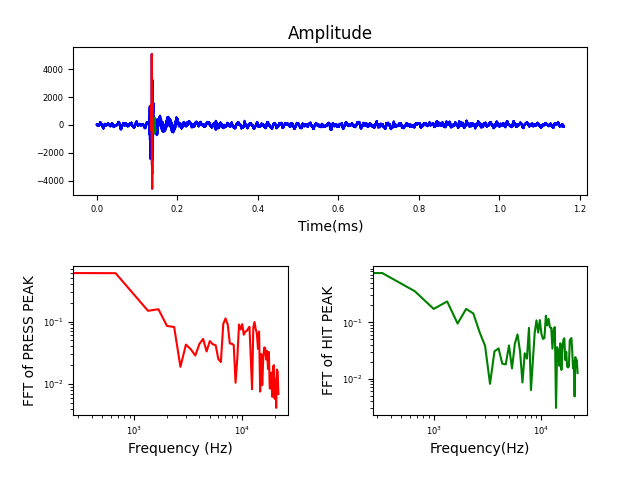 Amplitude
4000
2000
0
−2000
−4000
0.0 0.2 0.4 0.6 0.8 1.0 1.2
Time(ms)
FFT of PRESS PEAK
10⁻¹
10⁻²
10³ 10⁴
Frequency (Hz)
FFT of HIT PEAK
10⁻¹
10⁻²
10³ 10⁴
Frequency(Hz)